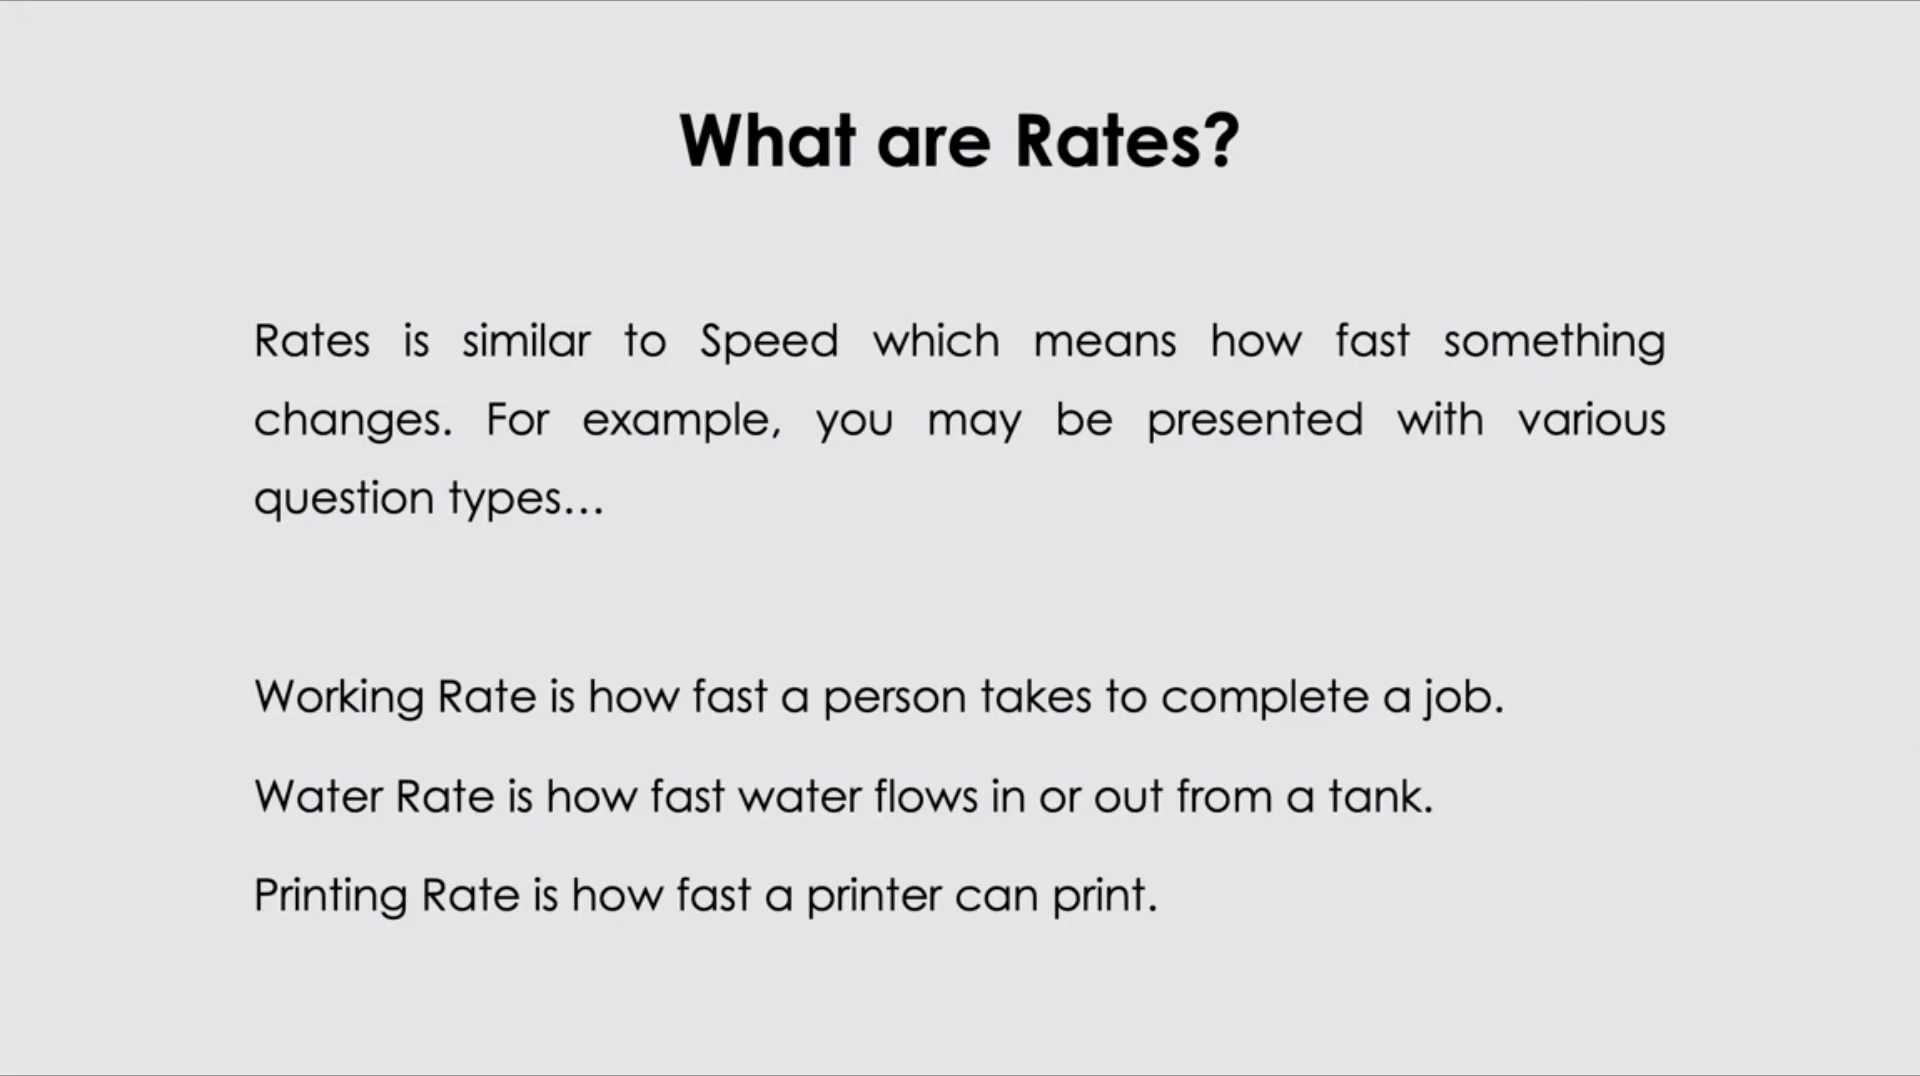 What are Rates?
Rates is similar to Speed which means how fast something
changes. For example, you may be presented with various
question types...
Working Rate is how fast a person takes to complete a job.
Water Rate is how fast water flows in or out from a tank.
Printing Rate is how fast a printer can print.